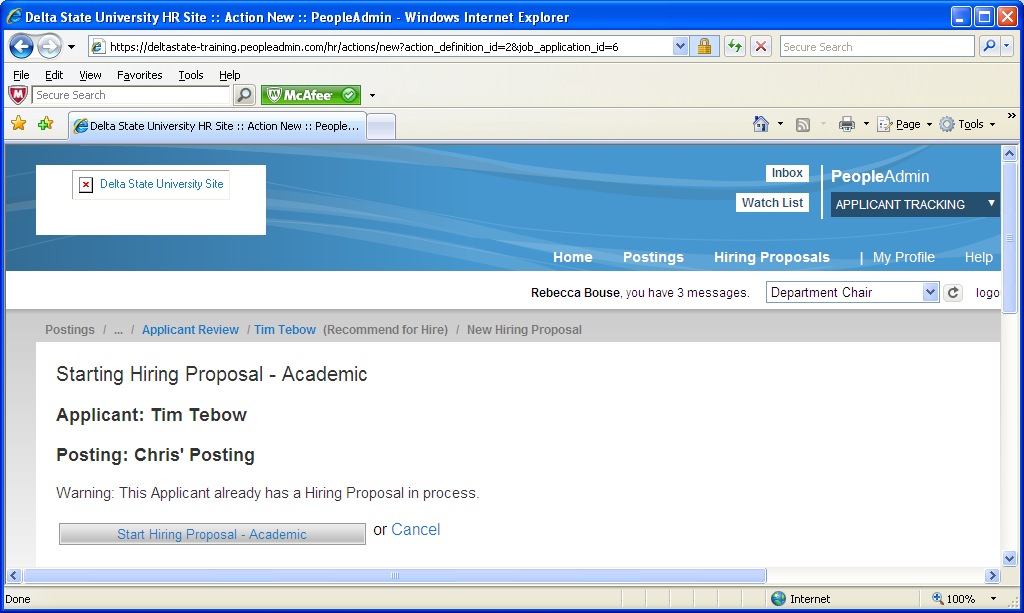 Delta State University HR Site :: Action New :: PeopleAdmin - Windows Internet Explorer
https://deltastate-training.peopleadmin.com/hr/actions/new?action_definition_id=2&job_application_id=6
Secure Search
File Edit View Favorites Tools Help
Secure Search McAfee
Delta State University HR Site :: Action New :: People... Page Tools »
Delta State University Site
Inbox
PeopleAdmin
Watch List
APPLICANT TRACKING
Home Postings Hiring Proposals | My Profile Help
Rebecca Bouse, you have 3 messages. Department Chair logo
Postings / ... / Applicant Review / Tim Tebow (Recommend for Hire) / New Hiring Proposal
Starting Hiring Proposal - Academic
Applicant: Tim Tebow
Posting: Chris' Posting
Warning: This Applicant already has a Hiring Proposal in process.
Start Hiring Proposal - Academic or Cancel
Done Internet 100%